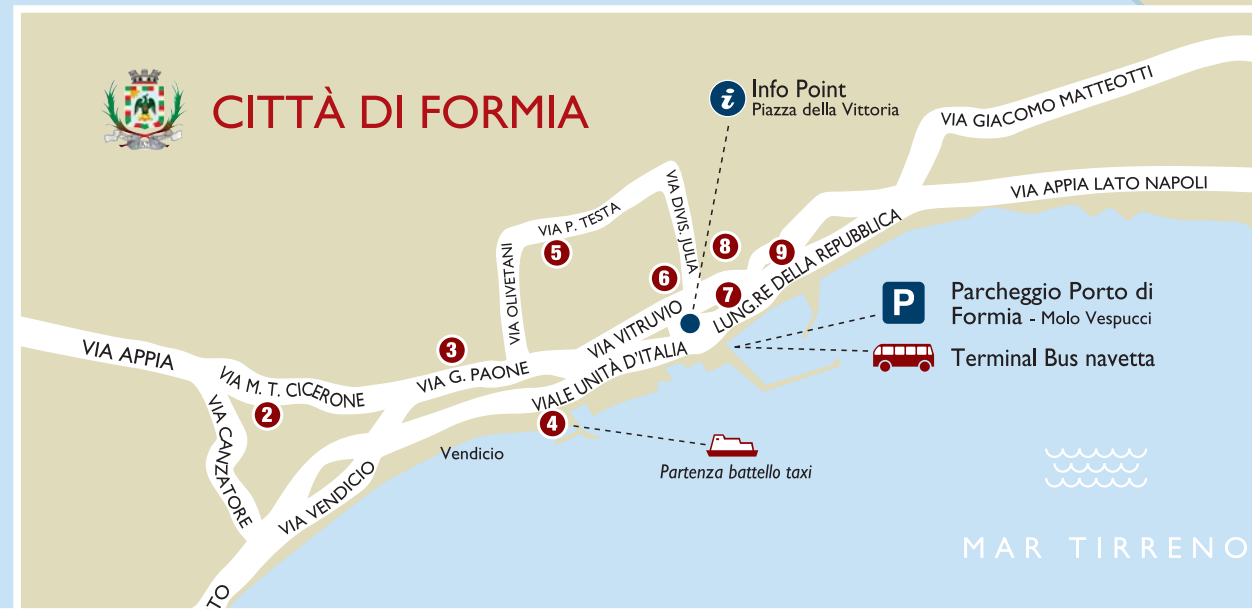 CITTÀ DI FORMIA
i
Info Point
Piazza della Vittoria
VIA GIACOMO MATTEOTTI
VIA APPIA LATO NAPOLI
VIA P. TESTA
VIA DIVIS. JULIA
VIA OLIVETANI
5
8
9
6
7
LUNG.RE DELLA REPUBBLICA
VIA VITRUVIO
P
Parcheggio Porto di
Formia - Molo Vespucci
Terminal Bus navetta
VIA APPIA
3
VIA G. PAONE
VIALE UNITÀ D'ITALIA
VIA M. T. CICERONE
2
4
VIA CANZATORE
Vendicio
Partenza battello taxi
VIA VENDICIO
MAR TIRRENO
TO